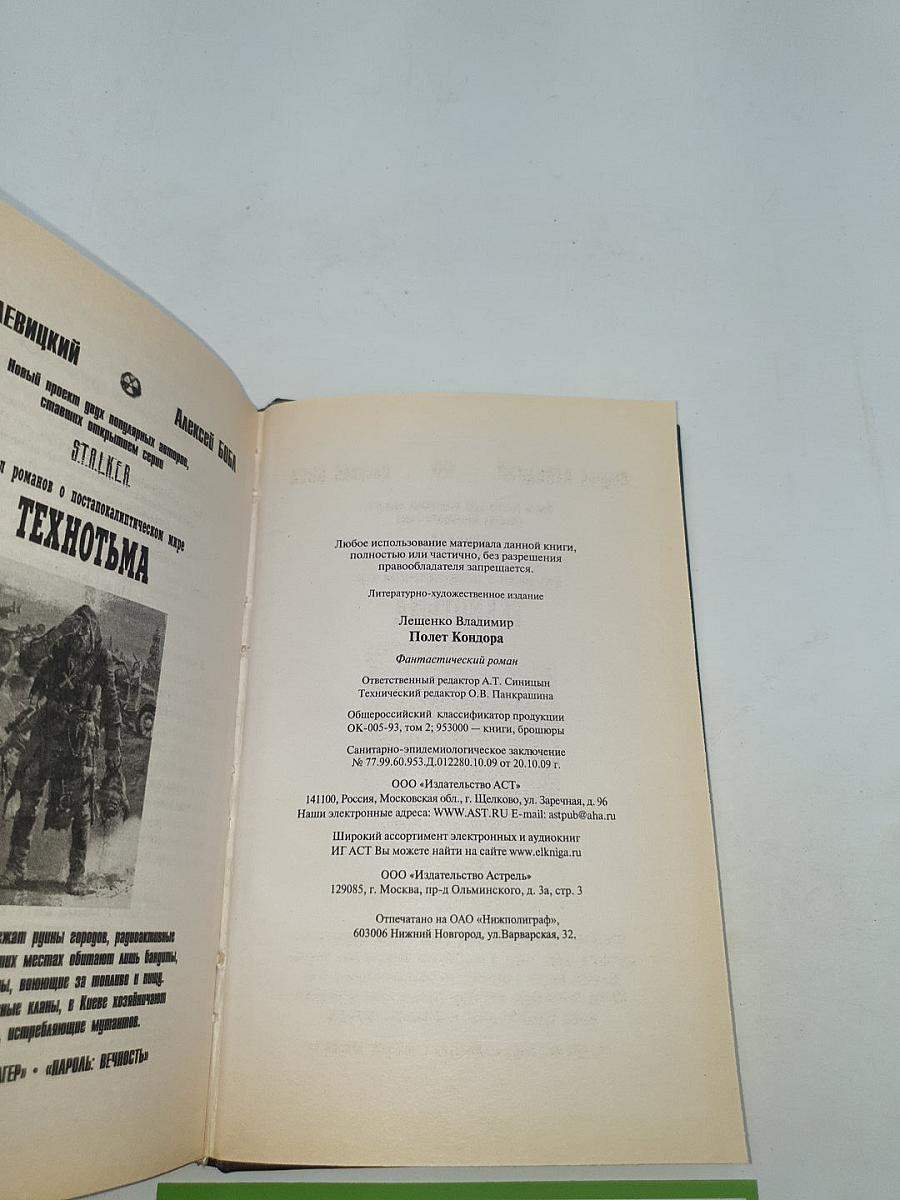 ЛЕВИЦКИЙ
Алексей БОБЛ
Новый проект двух популярных авторов,
ставших открытием серии
S.T.A.L.K.E.R.
романов о постапокалиптическом мире
ТЕХНОТЬМА
руины городов, радиоактивные
местах обитают лишь бандиты,
воюющие за топливо и пищу.
кланы, в Киеве хозяйничают
истребляющие мутантов.
• «ПАРОЛЬ: ВЕЧНОСТЬ»
Любое использование материала данной книги,
полностью или частично, без разрешения
правообладателя запрещается.
Литературно-художественное издание
Лещенко Владимир
Полет Кондора
Фантастический роман
Ответственный редактор А.Т. Синицын
Технический редактор О.В. Панкрашина
Общероссийский классификатор продукции
ОК-005-93, том 2; 953000 — книги, брошюры
Санитарно-эпидемиологическое заключение
№ 77.99.60.953.Д.012280.10.09 от 20.10.09 г.
ООО «Издательство АСТ»
141100, Россия, Московская обл., г. Щелково, ул. Заречная, д. 96
Наши электронные адреса: WWW.AST.RU E-mail: astpub@aha.ru
Широкий ассортимент электронных и аудиокниг
ИГ АСТ Вы можете найти на сайте www.elkniga.ru
ООО «Издательство Астрель»
129085, г. Москва, пр-д Ольминского, д. 3а, стр. 3
Отпечатано на ОАО «Нижполиграф»,
603006 Нижний Новгород, ул.Варварская, 32.